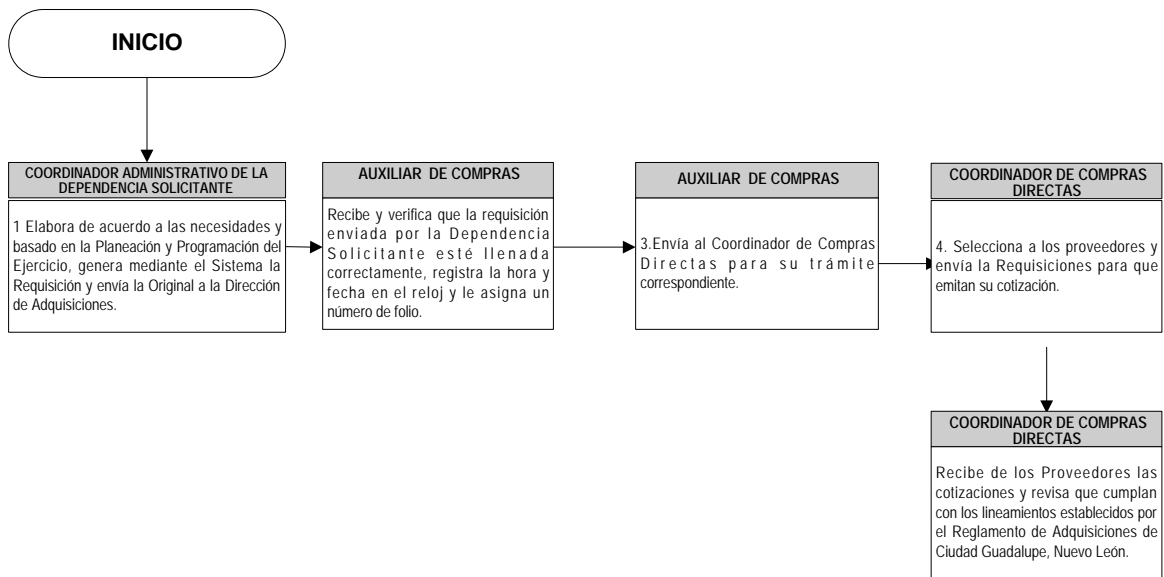 INICIO
COORDINADOR ADMINISTRATIVO DE LA
DEPENDENCIA SOLICITANTE
1 Elabora de acuerdo a las necesidades y
basado en la Planeación y Programación del
Ejercicio, genera mediante el Sistema la
Requisición y envía la Original a la Dirección
de Adquisiciones.
AUXILIAR DE COMPRAS
Recibe y verifica que la requisición
enviada por la Dependencia
Solicitante esté llenada
correctamente, registra la hora y
fecha en el reloj y le asigna un
número de folio.
AUXILIAR DE COMPRAS
3.Envía al Coordinador de Compras
Directas para su trámite
correspondiente.
COORDINADOR DE COMPRAS
DIRECTAS
4. Selecciona a los proveedores y
envía la Requisiciones para que
emitan su cotización.
COORDINADOR DE COMPRAS
DIRECTAS
Recibe de los Proveedores las
cotizaciones y revisa que cumplan
con los lineamientos establecidos por
el Reglamento de Adquisiciones de
Ciudad Guadalupe, Nuevo León.